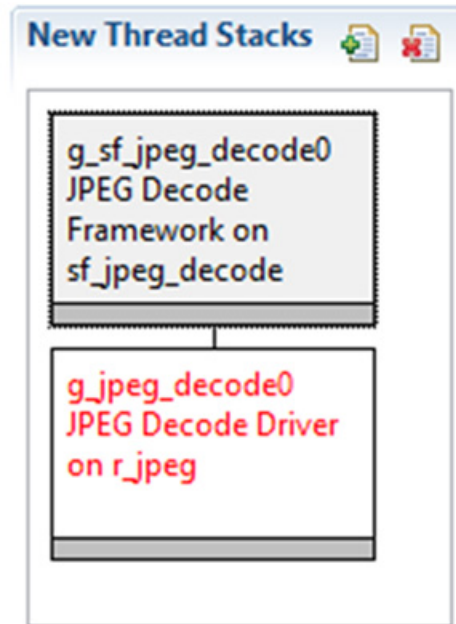 New Thread Stacks
g_sf_jpeg_decode0
JPEG Decode
Framework on
sf_jpeg_decode
g_jpeg_decode0
JPEG Decode Driver
on r_jpeg